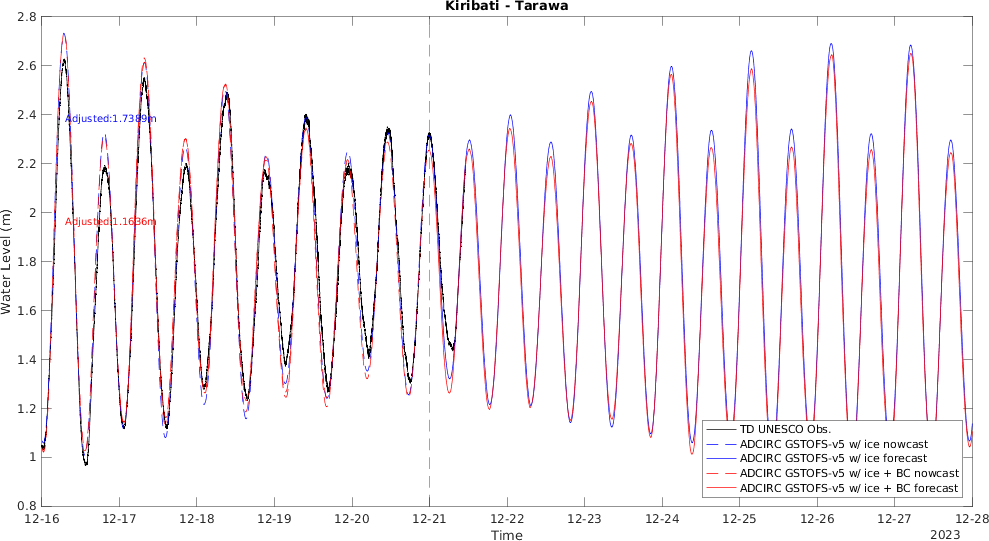 Kiribati - Tarawa
2.8
2.6
2.4
2.2
2
1.8
1.6
1.4
1.2
1
0.8
Water Level (m)
Adjusted:1.7389m
Adjusted:1.1636m
TD UNESCO Obs.
ADCIRC GSTOFS-v5 w/ ice nowcast
ADCIRC GSTOFS-v5 w/ ice forecast
ADCIRC GSTOFS-v5 w/ ice + BC nowcast
ADCIRC GSTOFS-v5 w/ ice + BC forecast
12-16 12-17 12-18 12-19 12-20 12-21 12-22 12-23 12-24 12-25 12-26 12-27 12-28
Time
2023